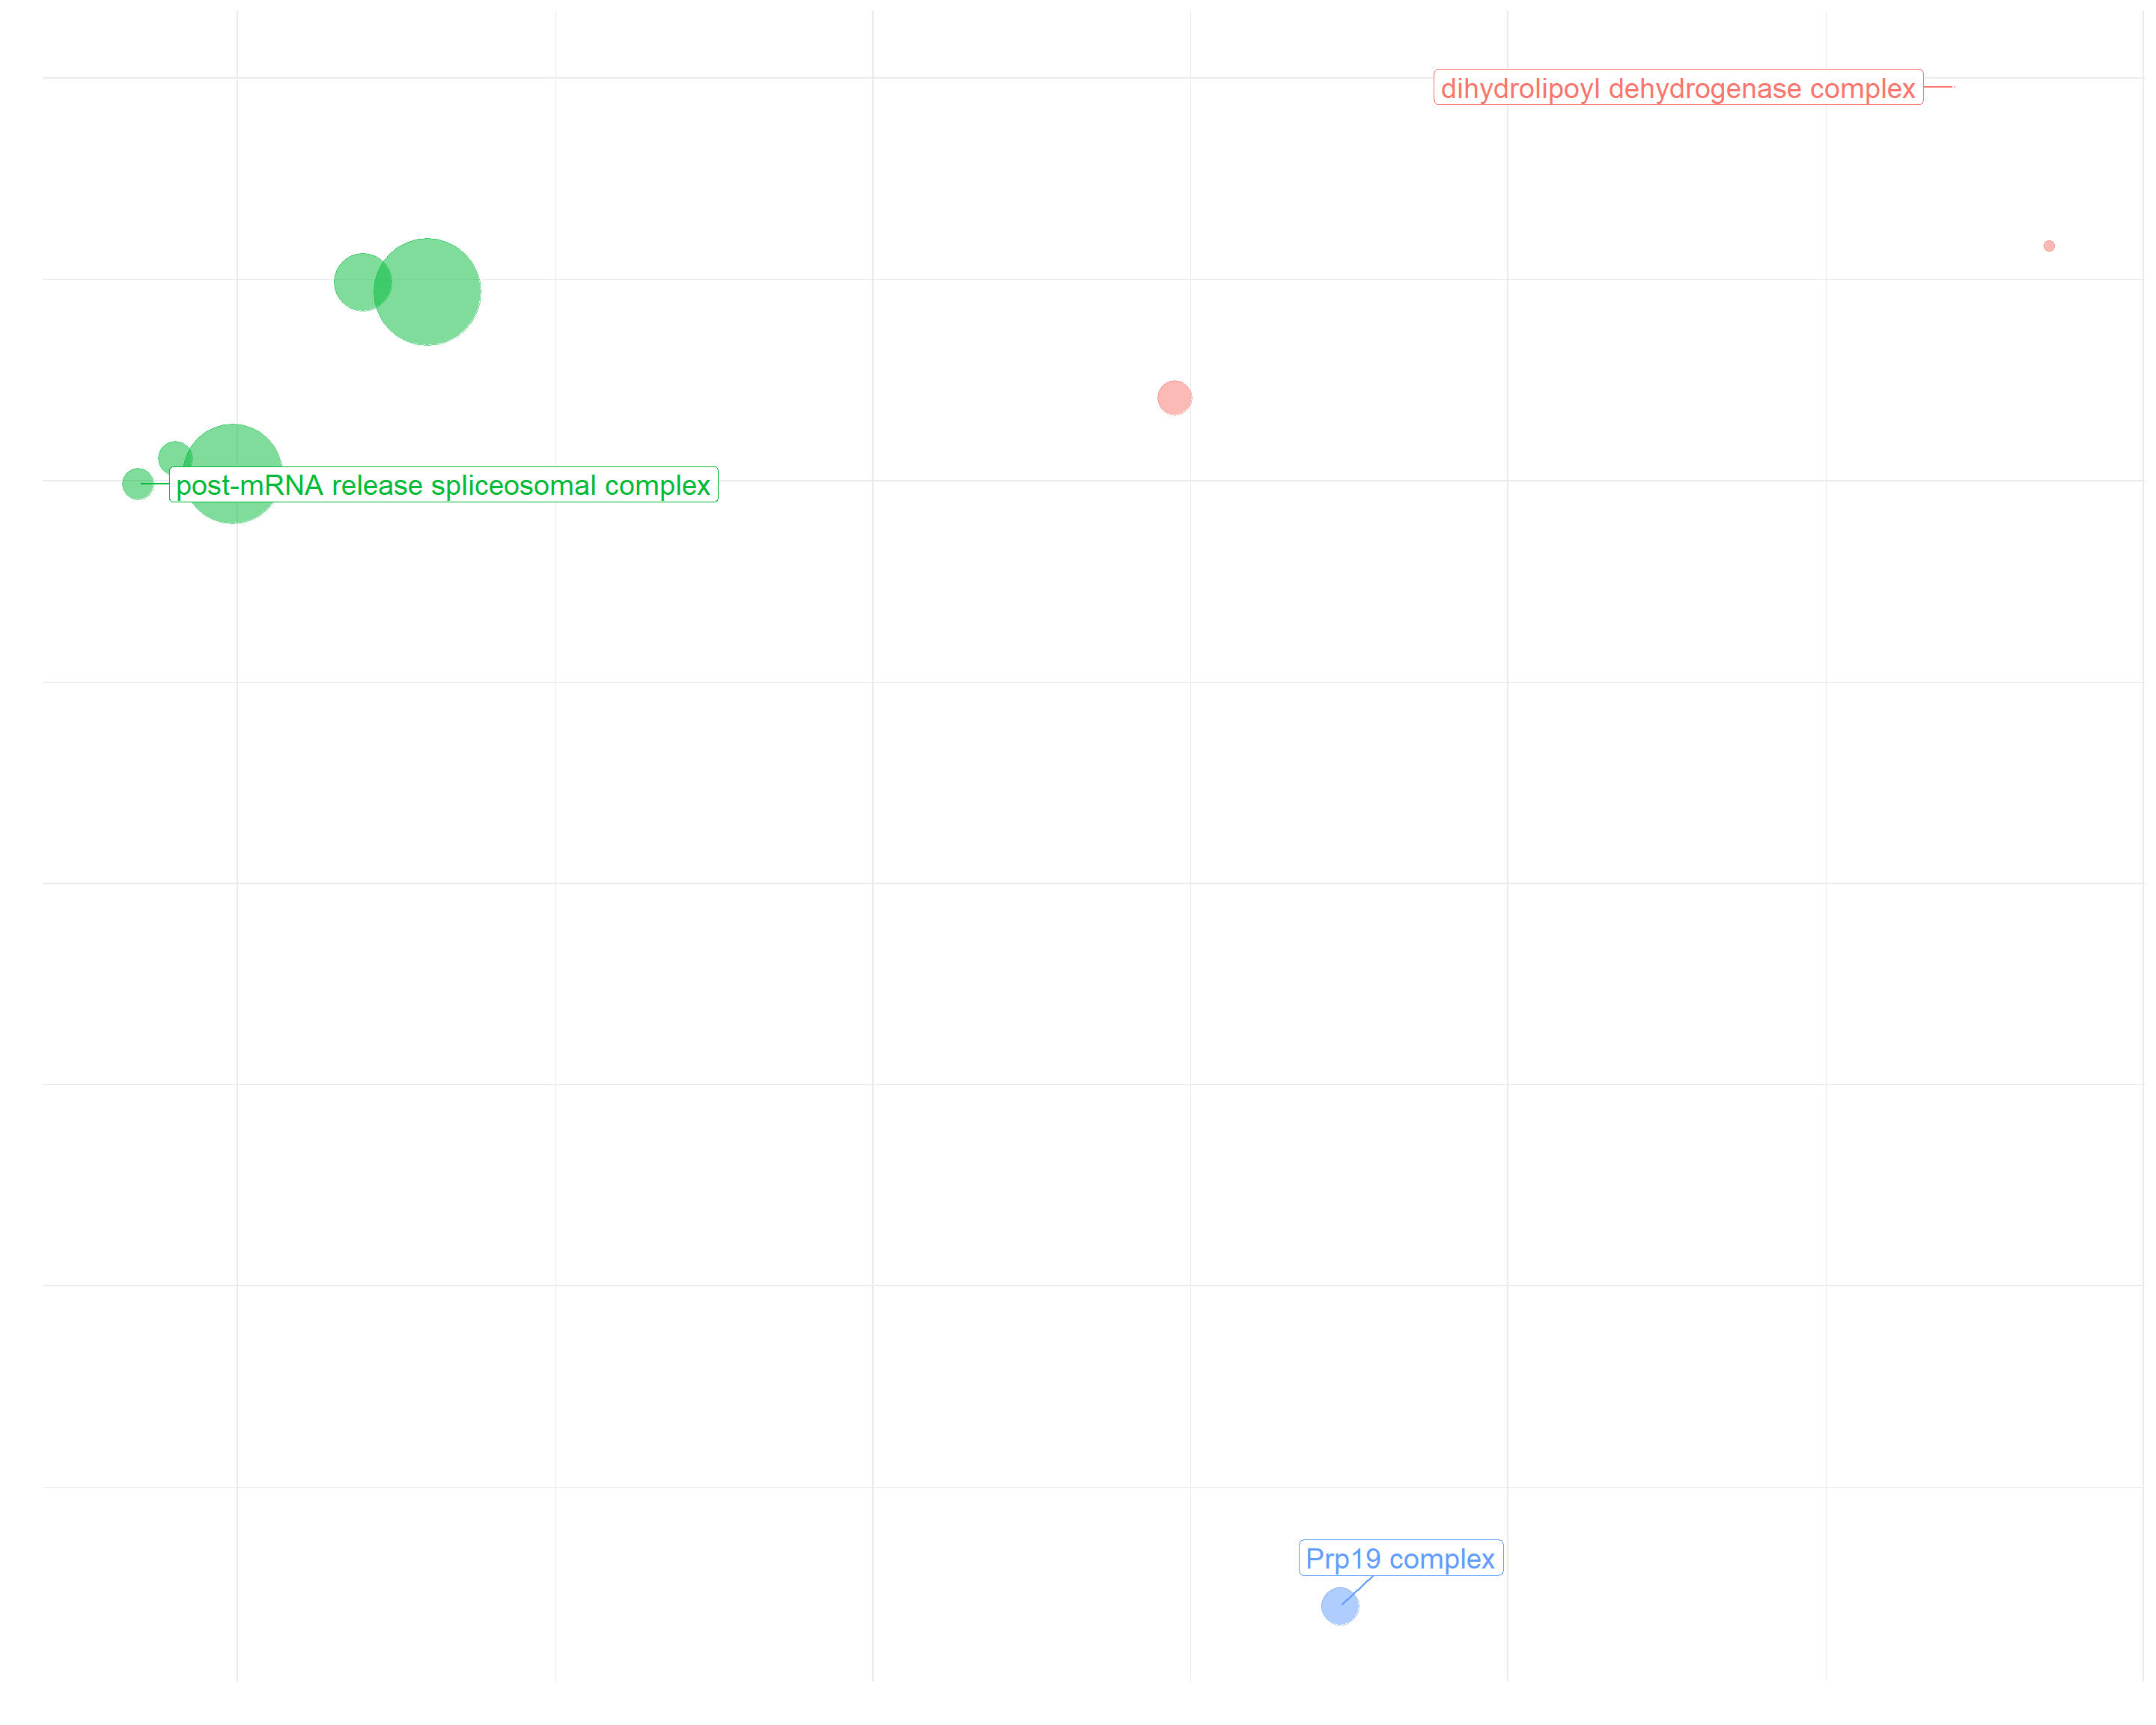 dihydrolipoyl dehydrogenase complex
post-mRNA release spliceosomal complex
Prp19 complex